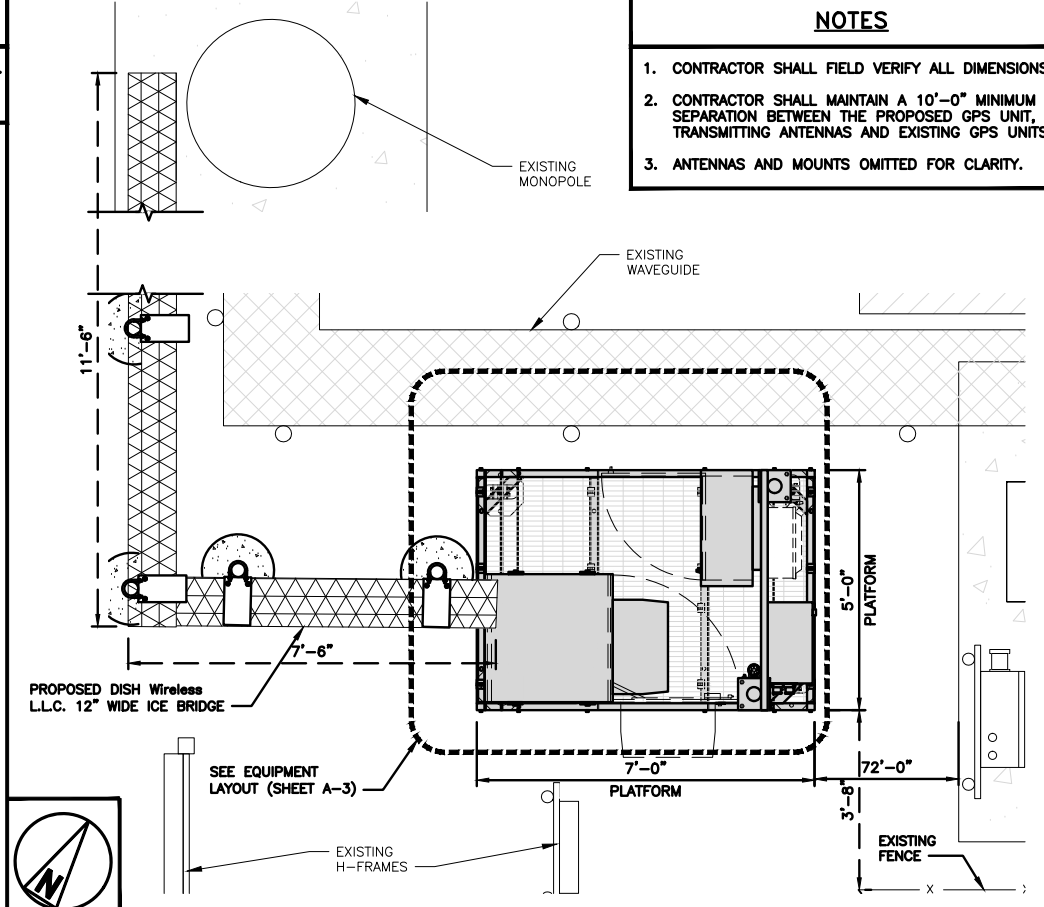 NOTES
1. CONTRACTOR SHALL FIELD VERIFY ALL DIMENSIONS
2. CONTRACTOR SHALL MAINTAIN A 10'-0" MINIMUM
SEPARATION BETWEEN THE PROPOSED GPS UNIT,
TRANSMITTING ANTENNAS AND EXISTING GPS UNITS
3. ANTENNAS AND MOUNTS OMITTED FOR CLARITY.
EXISTING
MONOPOLE
EXISTING
WAVEGUIDE
11'-6"
5'-0"
PLATFORM
7'-6"
PROPOSED DISH Wireless
L.L.C. 12" WIDE ICE BRIDGE
SEE EQUIPMENT
LAYOUT (SHEET A-3)
7'-0"
PLATFORM
72'-0"
3'-8"
EXISTING
H-FRAMES
EXISTING
FENCE
X
N